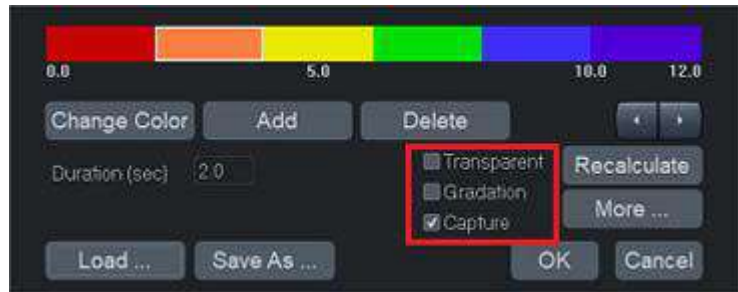 0.0 5.0 10.0 12.0
Change Color Add Delete
Duration (sec) 2.0 Transparent Recalculate
Gradation
More ...
Capture
Load ... Save As ... OK Cancel